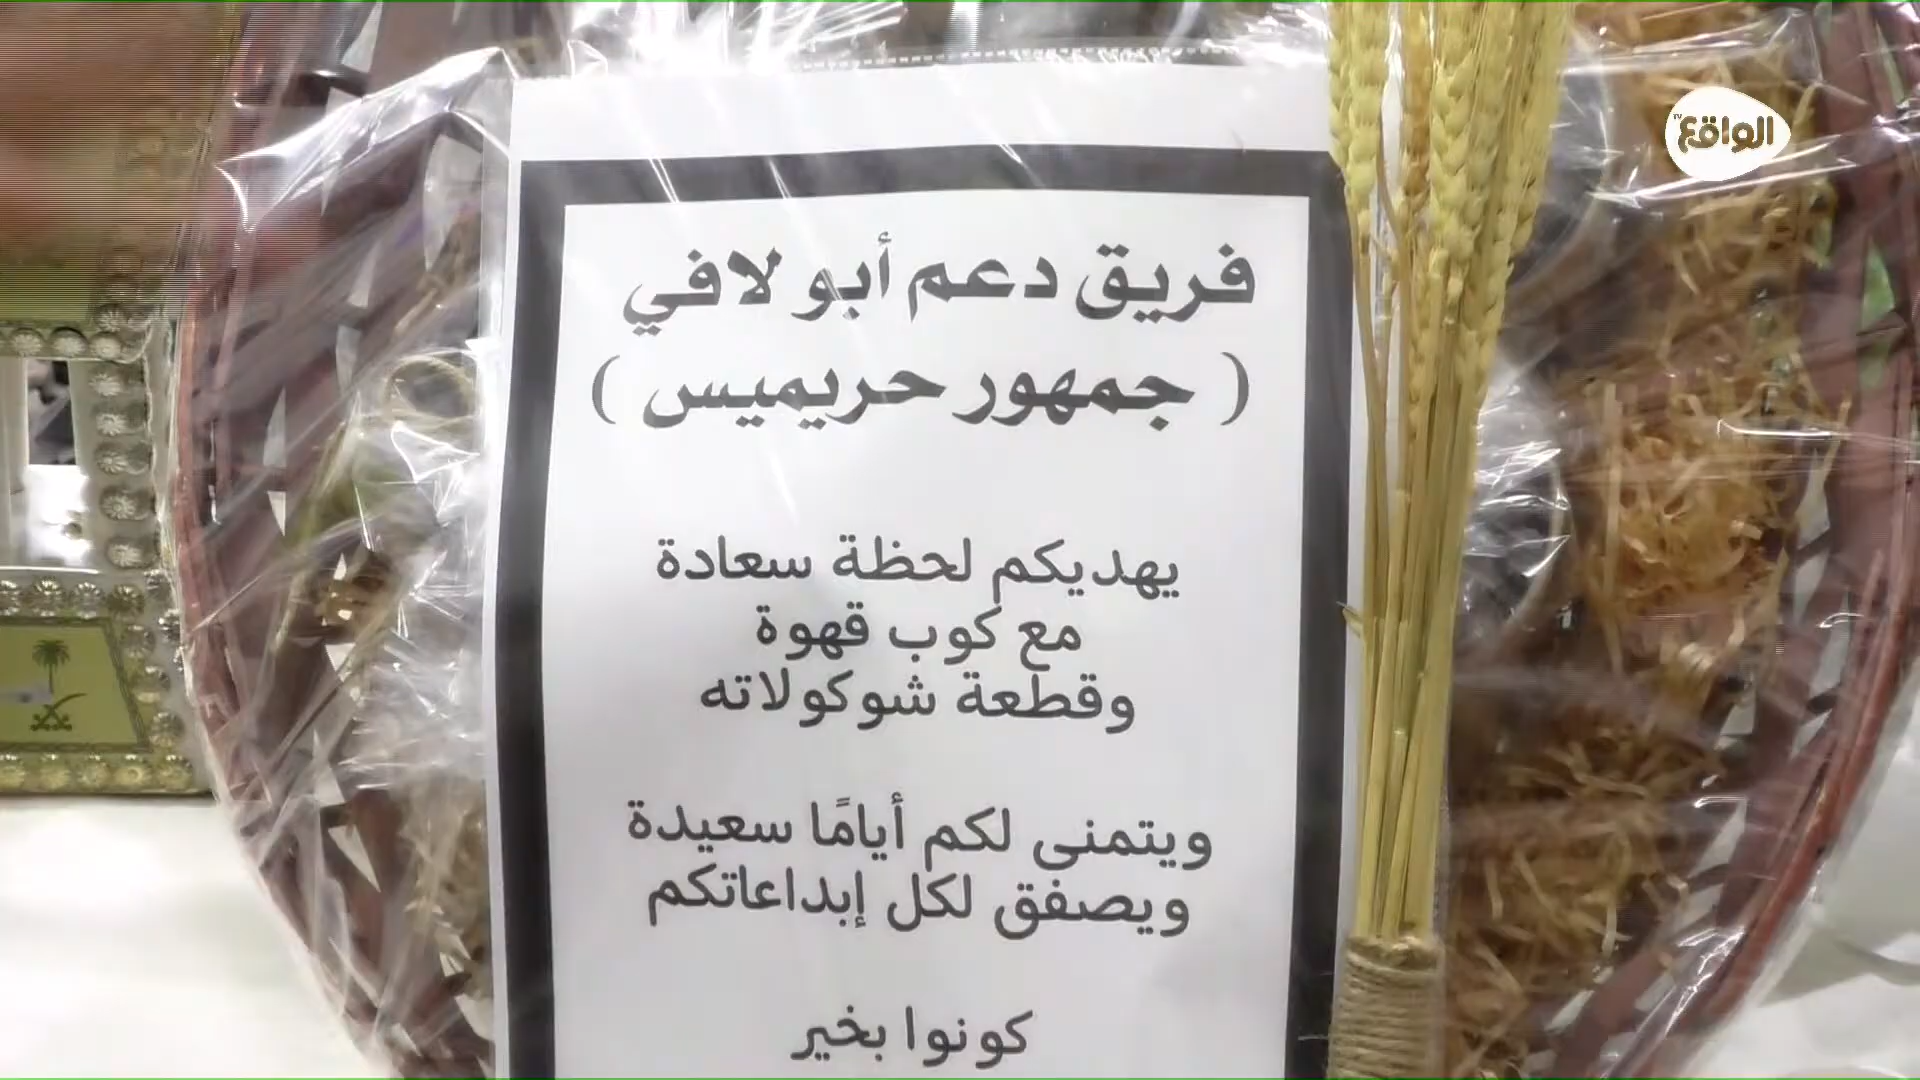 الواقع TV
فريق دعم أبو لافي
( جمهور حريميس )
يهديكم لحظة سعادة
مع كوب قهوة
وقطعة شوكولاته
ويتمنى لكم أيامًا سعيدة
ويصفق لكل إبداعاتكم
كونوا بخير